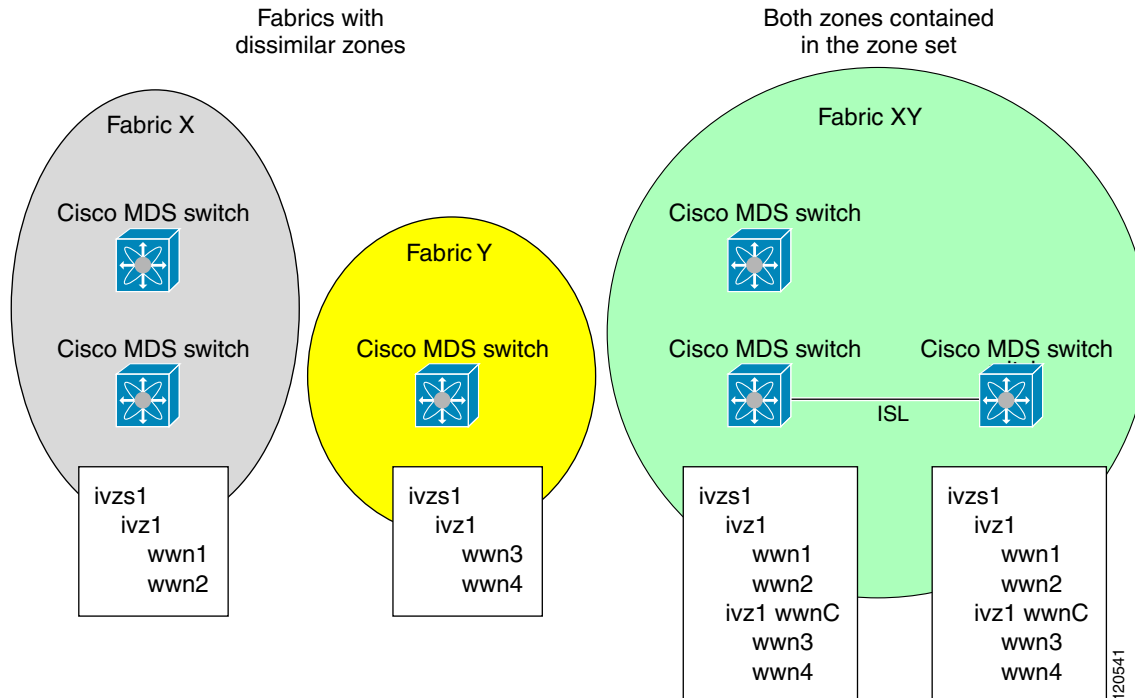 Fabrics with
dissimilar zones
Both zones contained
in the zone set
Fabric X
Cisco MDS switch
Cisco MDS switch
ivzs1
ivz1
wwn1
wwn2
Fabric Y
Cisco MDS switch
ivzs1
ivz1
wwn3
wwn4
Fabric XY
Cisco MDS switch
Cisco MDS switch
Cisco MDS switch
ISL
ivzs1
ivz1
wwn1
wwn2
ivz1 wwnC
wwn3
wwn4
ivzs1
ivz1
wwn1
wwn2
ivz1 wwnC
wwn3
wwn4
120541